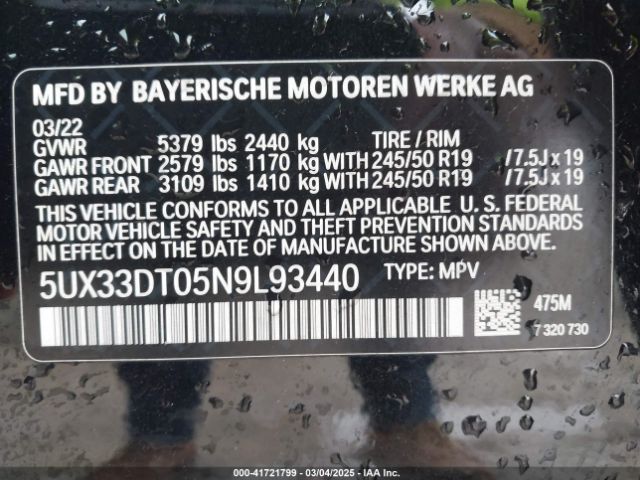 MFD BY BAYERISCHE MOTOREN WERKE AG
03/22
GVWR 5379 lbs 2440 kg TIRE / RIM
GAWR FRONT 2579 lbs 1170 kg WITH 245/50 R19 /7.5J x 19
GAWR REAR 3109 lbs 1410 kg WITH 245/50 R19 /7.5J x 19
THIS VEHICLE CONFORMS TO ALL APPLICABLE U. S. FEDERAL
MOTOR VEHICLE SAFETY AND THEFT PREVENTION STANDARDS
IN EFFECT ON THE DATE OF MANUFACTURE SHOWN ABOVE.
5UX33DT05N9L93440 TYPE: MPV
475M
7 320 730
000-41721799 — 03/04/2025 — IAA Corp.